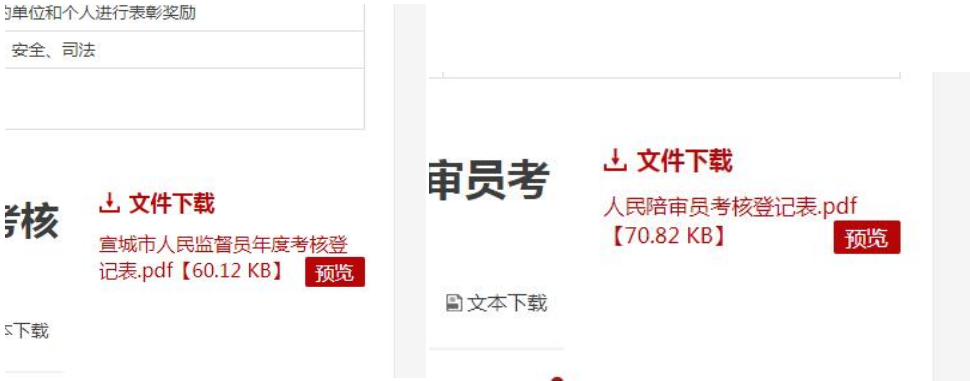 的单位和个人进行表彰奖励
安全、司法
考核
文件下载
宣城市人民监督员年度考核登
记表.pdf【60.12 KB】
预览
本下载
审员考
文件下载
人民陪审员考核登记表.pdf
【70.82 KB】
预览
文本下载